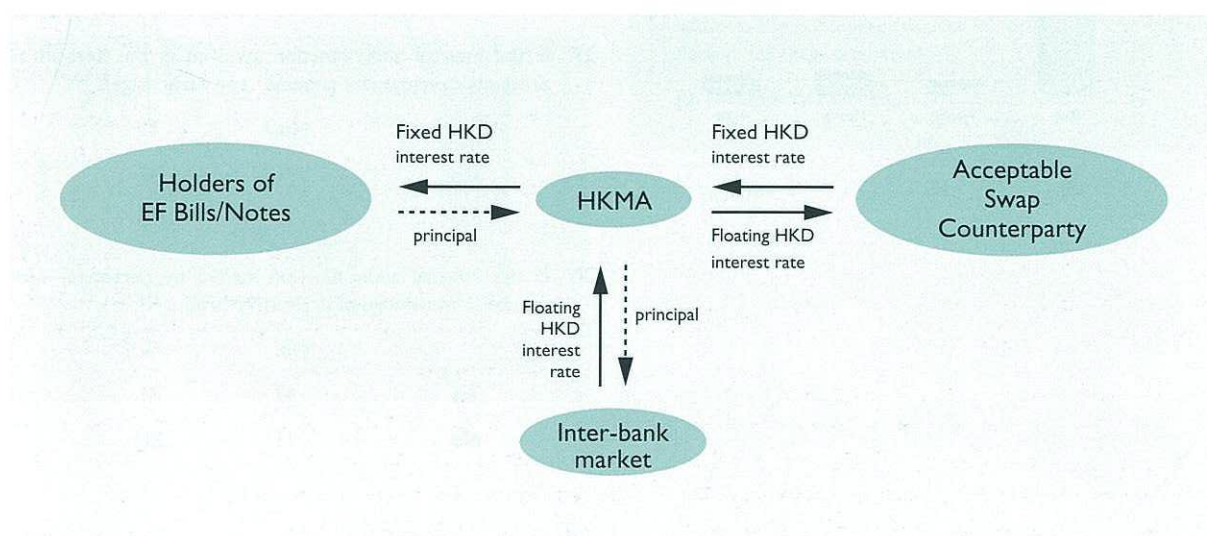 Fixed HKD
interest rate
Fixed HKD
interest rate
Holders of
EF Bills/Notes
HKMA
Acceptable
Swap
Counterparty
principal
Floating HKD
interest rate
Floating
HKD
interest
rate
principal
Inter-bank
market